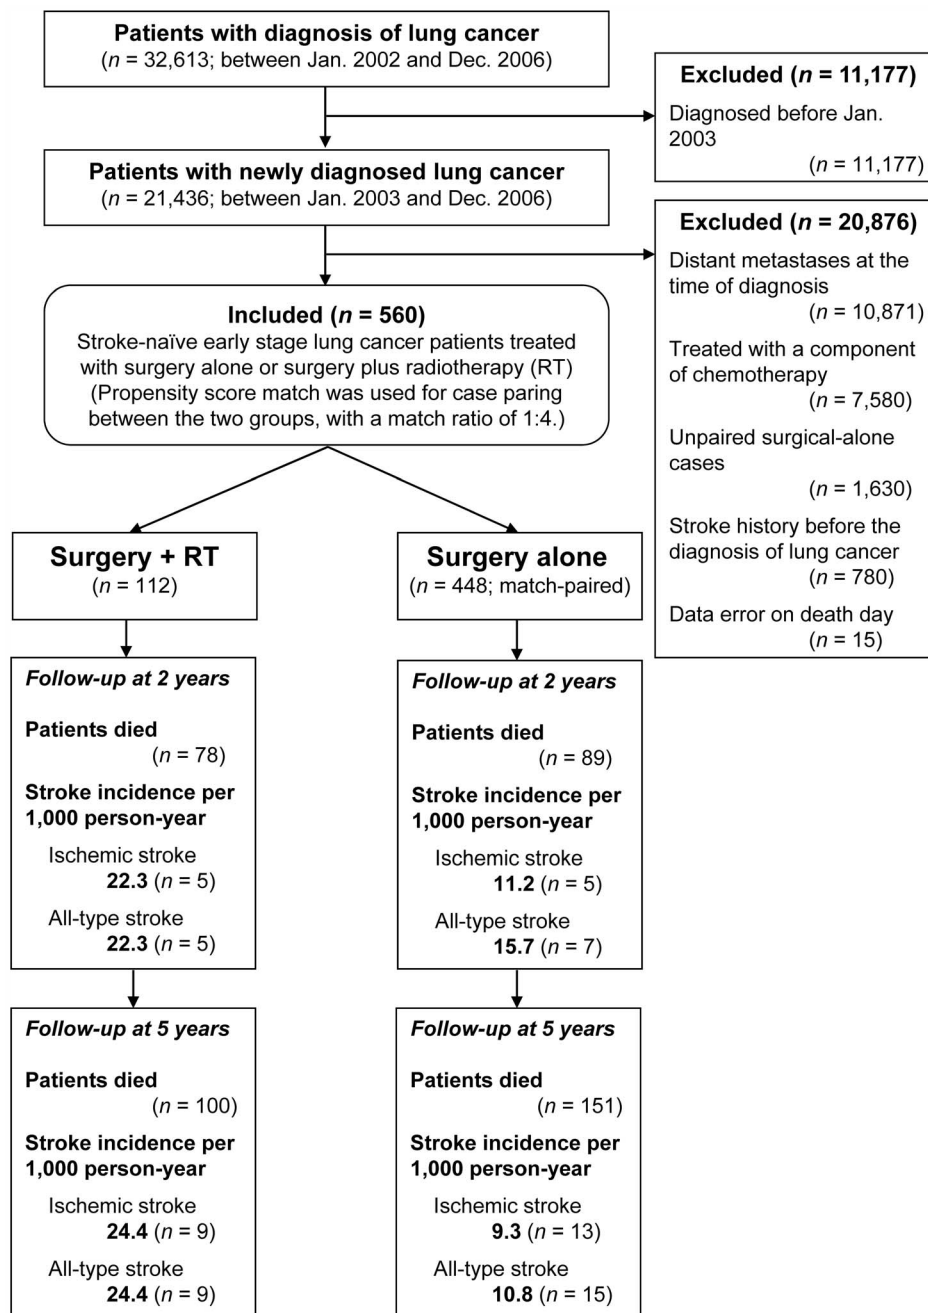 Patients with diagnosis of lung cancer
(n = 32,613; between Jan. 2002 and Dec. 2006)
Excluded (n = 11,177)
Diagnosed before Jan.
2003
(n = 11,177)
Patients with newly diagnosed lung cancer
(n = 21,436; between Jan. 2003 and Dec. 2006)
Excluded (n = 20,876)
Distant metastases at the
time of diagnosis
(n = 10,871)
Treated with a component
of chemotherapy
(n = 7,580)
Unpaired surgical-alone
cases
(n = 1,630)
Stroke history before the
diagnosis of lung cancer
(n = 780)
Data error on death day
(n = 15)
Included (n = 560)
Stroke-naïve early stage lung cancer patients treated
with surgery alone or surgery plus radiotherapy (RT)
(Propensity score match was used for case paring
between the two groups, with a match ratio of 1:4.)
Surgery + RT
(n = 112)
Surgery alone
(n = 448; match-paired)
Follow-up at 2 years
Patients died
(n = 78)
Stroke incidence per
1,000 person-year
Ischemic stroke
22.3 (n = 5)
All-type stroke
22.3 (n = 5)
Follow-up at 2 years
Patients died
(n = 89)
Stroke incidence per
1,000 person-year
Ischemic stroke
11.2 (n = 5)
All-type stroke
15.7 (n = 7)
Follow-up at 5 years
Patients died
(n = 100)
Stroke incidence per
1,000 person-year
Ischemic stroke
24.4 (n = 9)
All-type stroke
24.4 (n = 9)
Follow-up at 5 years
Patients died
(n = 151)
Stroke incidence per
1,000 person-year
Ischemic stroke
9.3 (n = 13)
All-type stroke
10.8 (n = 15)